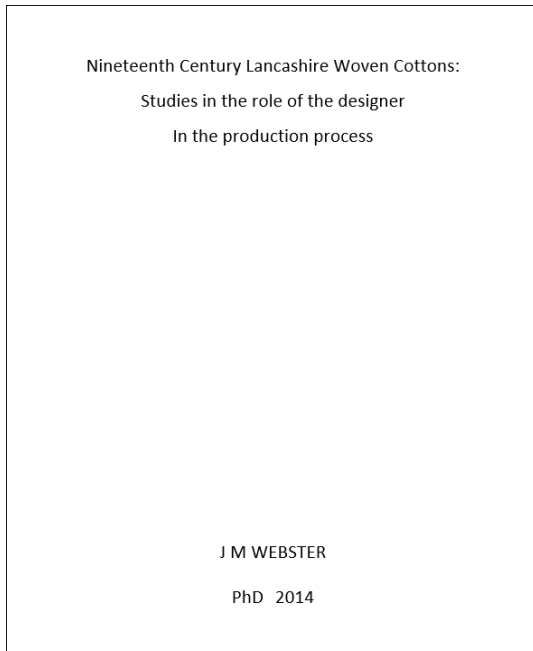 Nineteenth Century Lancashire Woven Cottons:
Studies in the role of the designer
In the production process
J M WEBSTER
PhD 2014